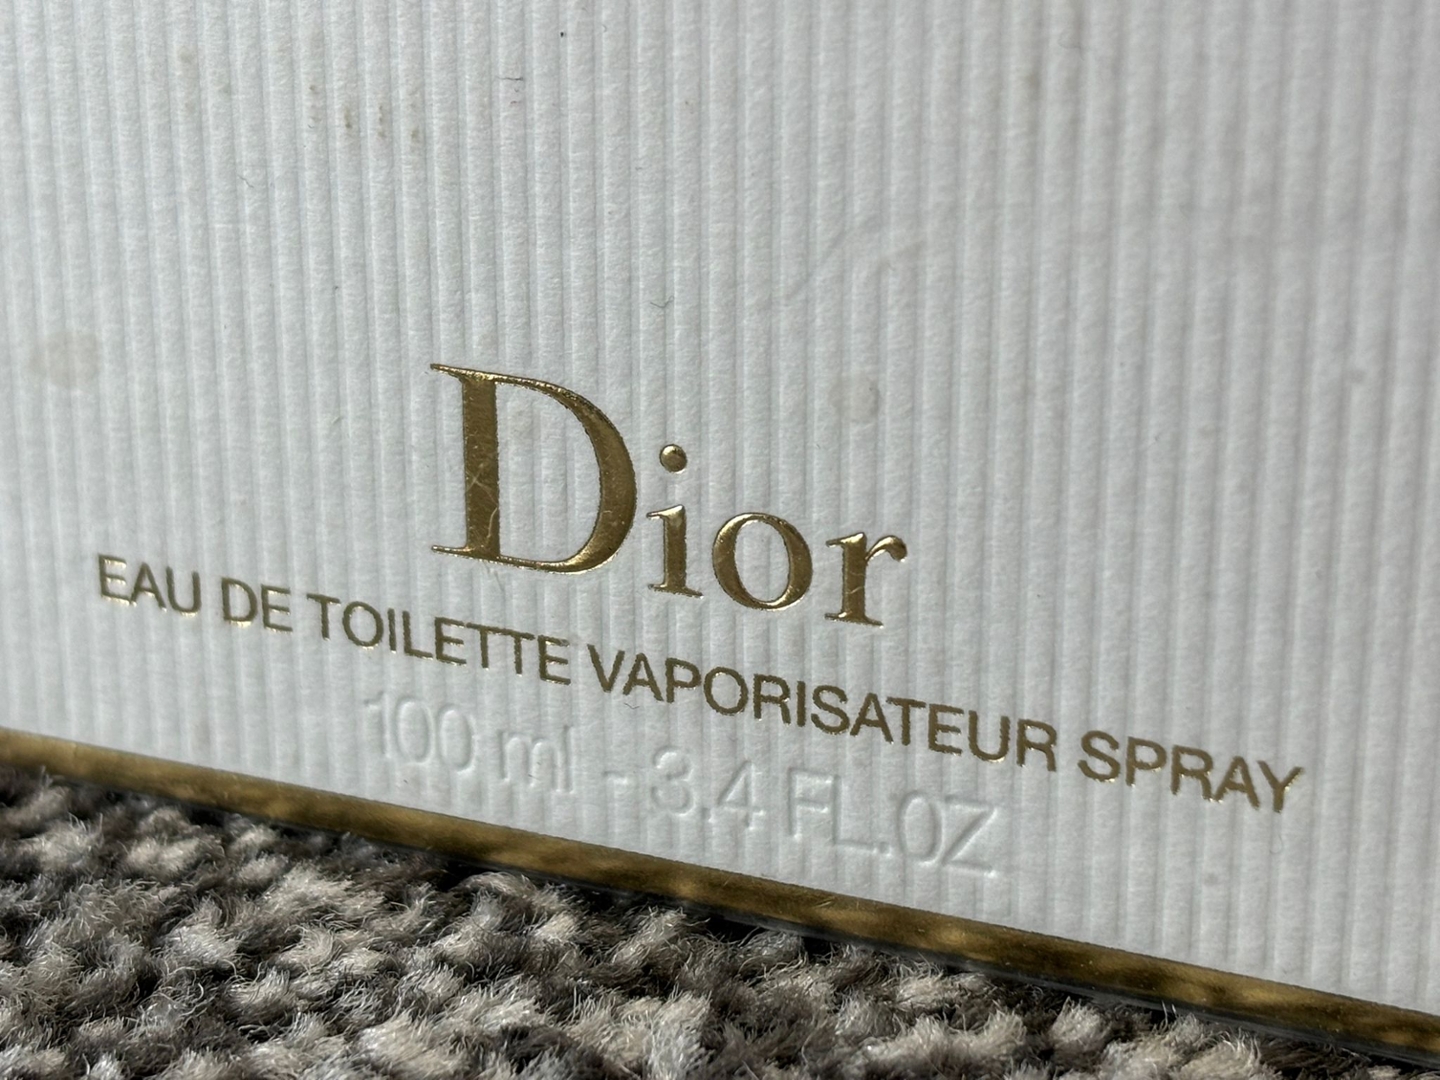 Dior
EAU DE TOILETTE VAPORISATEUR SPRAY
100 ml - 3.4 FL.OZ